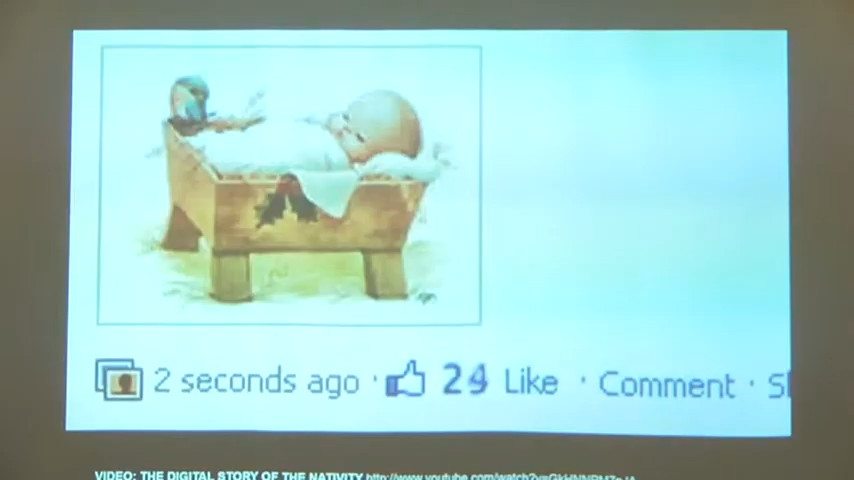 2 seconds ago · 24 Like · Comment ·
VIDEO: THE DIGITAL STORY OF THE NATIVITY